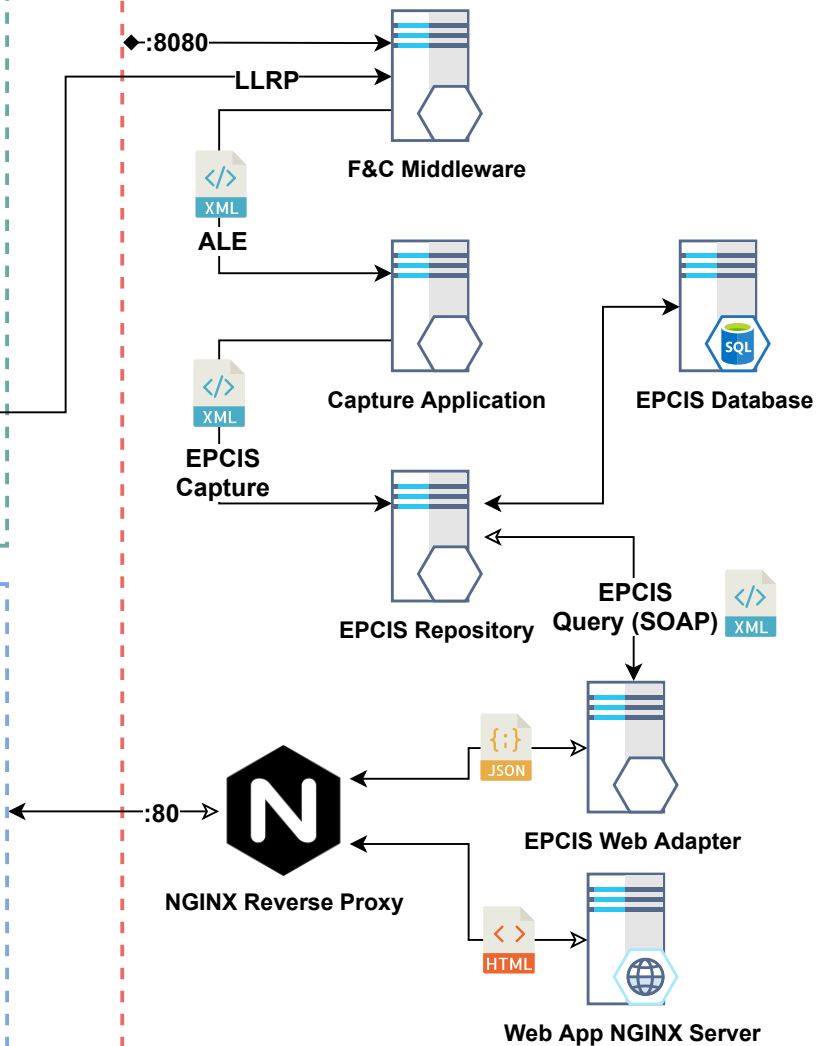 :8080
LLRP
F&C Middleware
</>
XML
ALE
Capture Application
SQL
EPCIS Database
</>
XML
EPCIS
Capture
EPCIS Repository
EPCIS
Query (SOAP)
</>
XML
{;}
JSON
EPCIS Web Adapter
:80
N
NGINX Reverse Proxy
< >
HTML
Web App NGINX Server